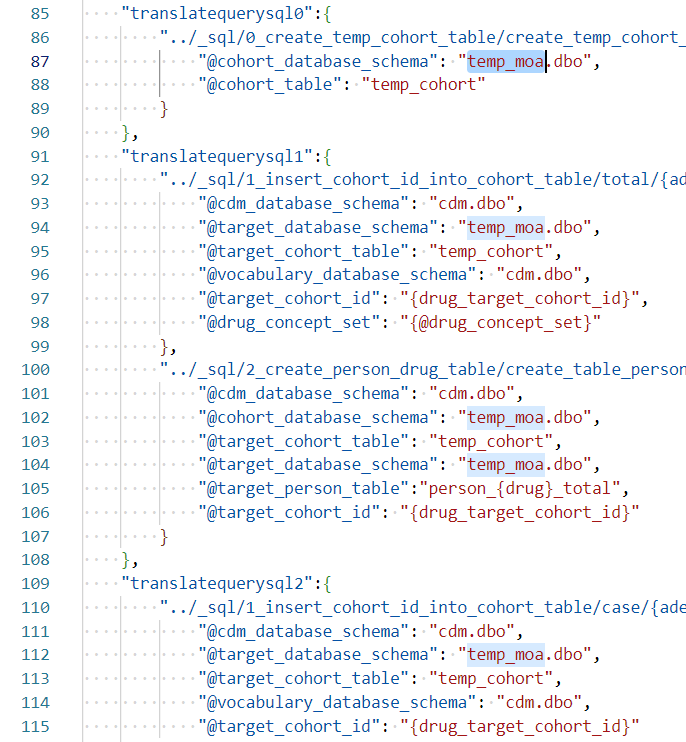 85 "translatequerysql0":{
86 "../_sql/0_create_temp_cohort_table/create_temp_cohort_
87 "@cohort_database_schema": "temp_moa.dbo",
88 "@cohort_table": "temp_cohort"
89 }
90 },
91 "translatequerysql1":{
92 "../_sql/1_insert_cohort_id_into_cohort_table/total/{ad
93 "@cdm_database_schema": "cdm.dbo",
94 "@target_database_schema": "temp_moa.dbo",
95 "@target_cohort_table": "temp_cohort",
96 "@vocabulary_database_schema": "cdm.dbo",
97 "@target_cohort_id": "{drug_target_cohort_id}",
98 "@drug_concept_set": "{@drug_concept_set}"
99 },
100 "../_sql/2_create_person_drug_table/create_table_person
101 "@cdm_database_schema": "cdm.dbo",
102 "@cohort_database_schema": "temp_moa.dbo",
103 "@target_cohort_table": "temp_cohort",
104 "@target_database_schema": "temp_moa.dbo",
105 "@target_person_table":"person_{drug}_total",
106 "@target_cohort_id": "{drug_target_cohort_id}"
107 }
108 },
109 "translatequerysql2":{
110 "../_sql/1_insert_cohort_id_into_cohort_table/case/{ade
111 "@cdm_database_schema": "cdm.dbo",
112 "@target_database_schema": "temp_moa.dbo",
113 "@target_cohort_table": "temp_cohort",
114 "@vocabulary_database_schema": "cdm.dbo",
115 "@target_cohort_id": "{drug_target_cohort_id}"